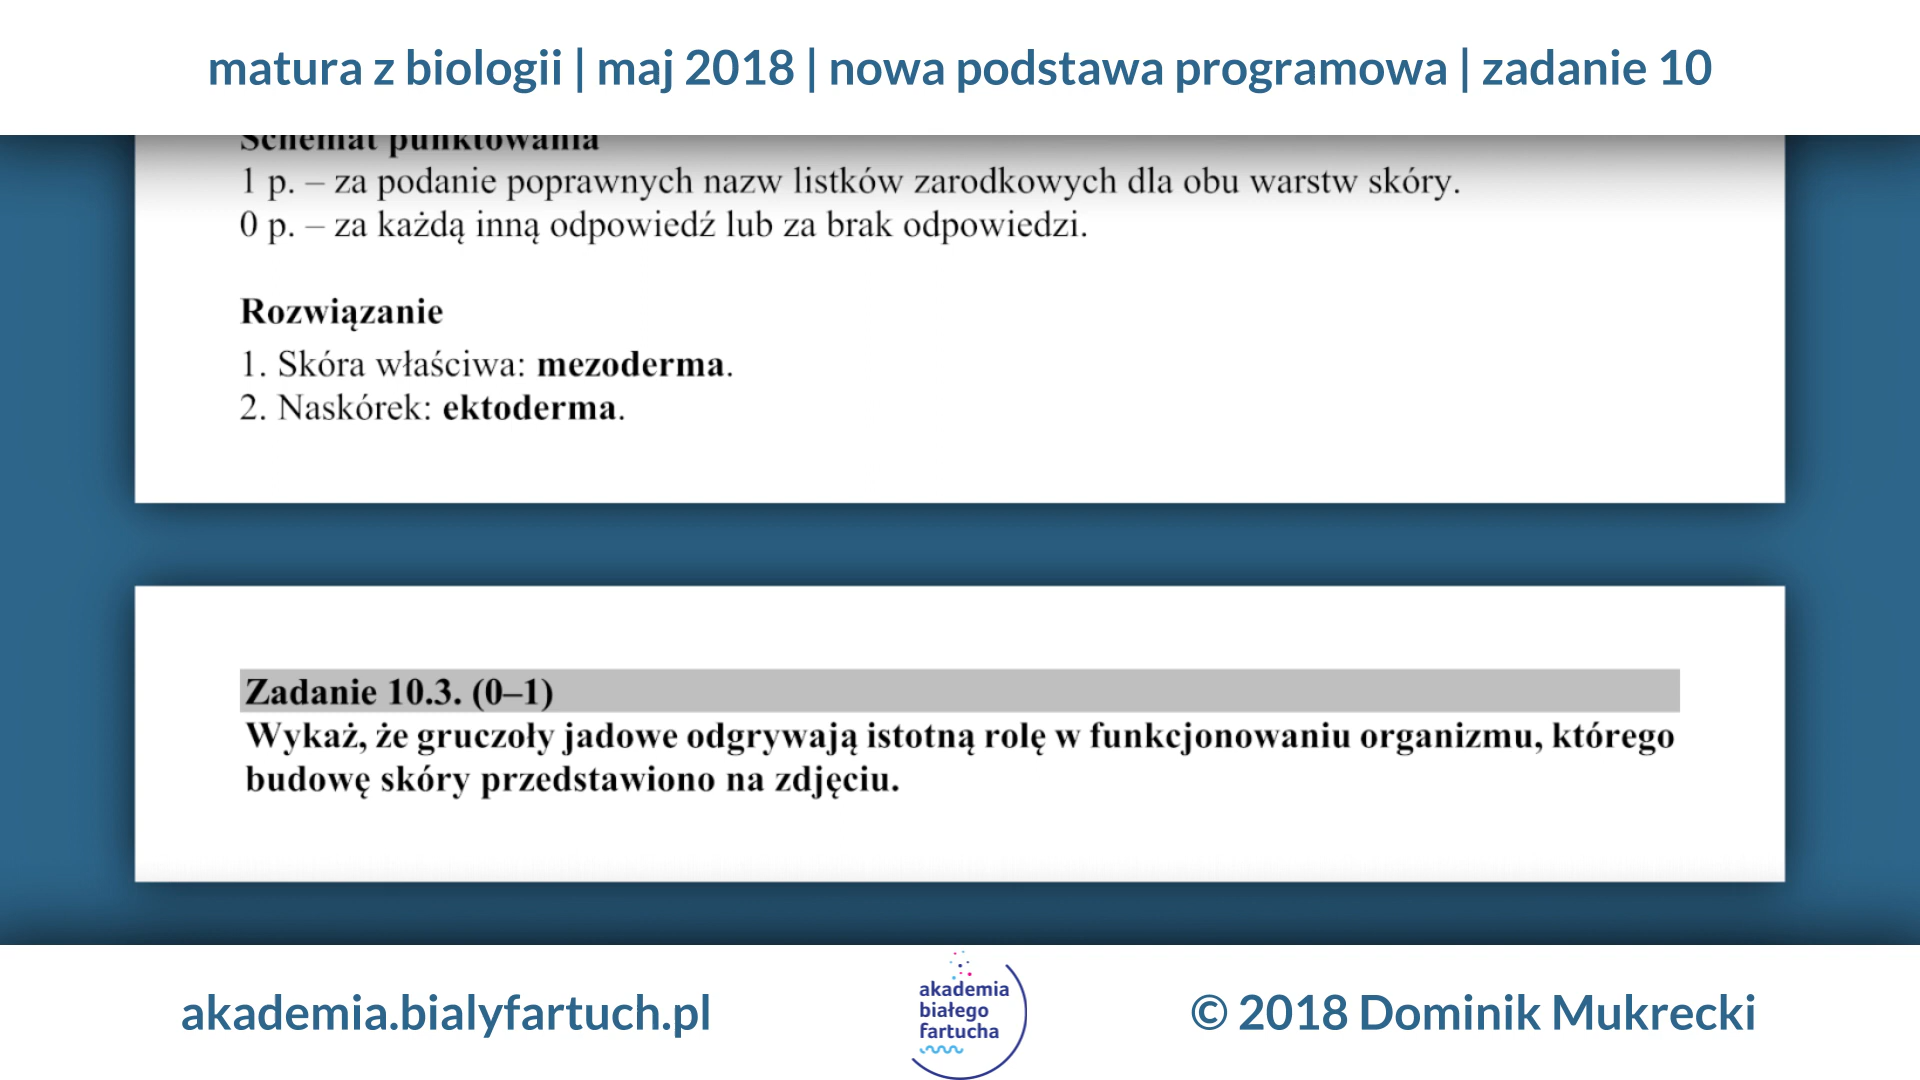 matura z biologii | maj 2018 | nowa podstawa programowa | zadanie 10
Schemat punktowania
1 p. – za podanie poprawnych nazw listków zarodkowych dla obu warstw skóry.
0 p. – za każdą inną odpowiedź lub za brak odpowiedzi.
Rozwiązanie
1. Skóra właściwa: mezoderma.
2. Naskórek: ektoderma.
Zadanie 10.3. (0–1)
Wykaż, że gruczoły jadowe odgrywają istotną rolę w funkcjonowaniu organizmu, którego
budowę skóry przedstawiono na zdjęciu.
akademia.bialyfartuch.pl
akademia
białego
fartucha
© 2018 Dominik Mukrecki